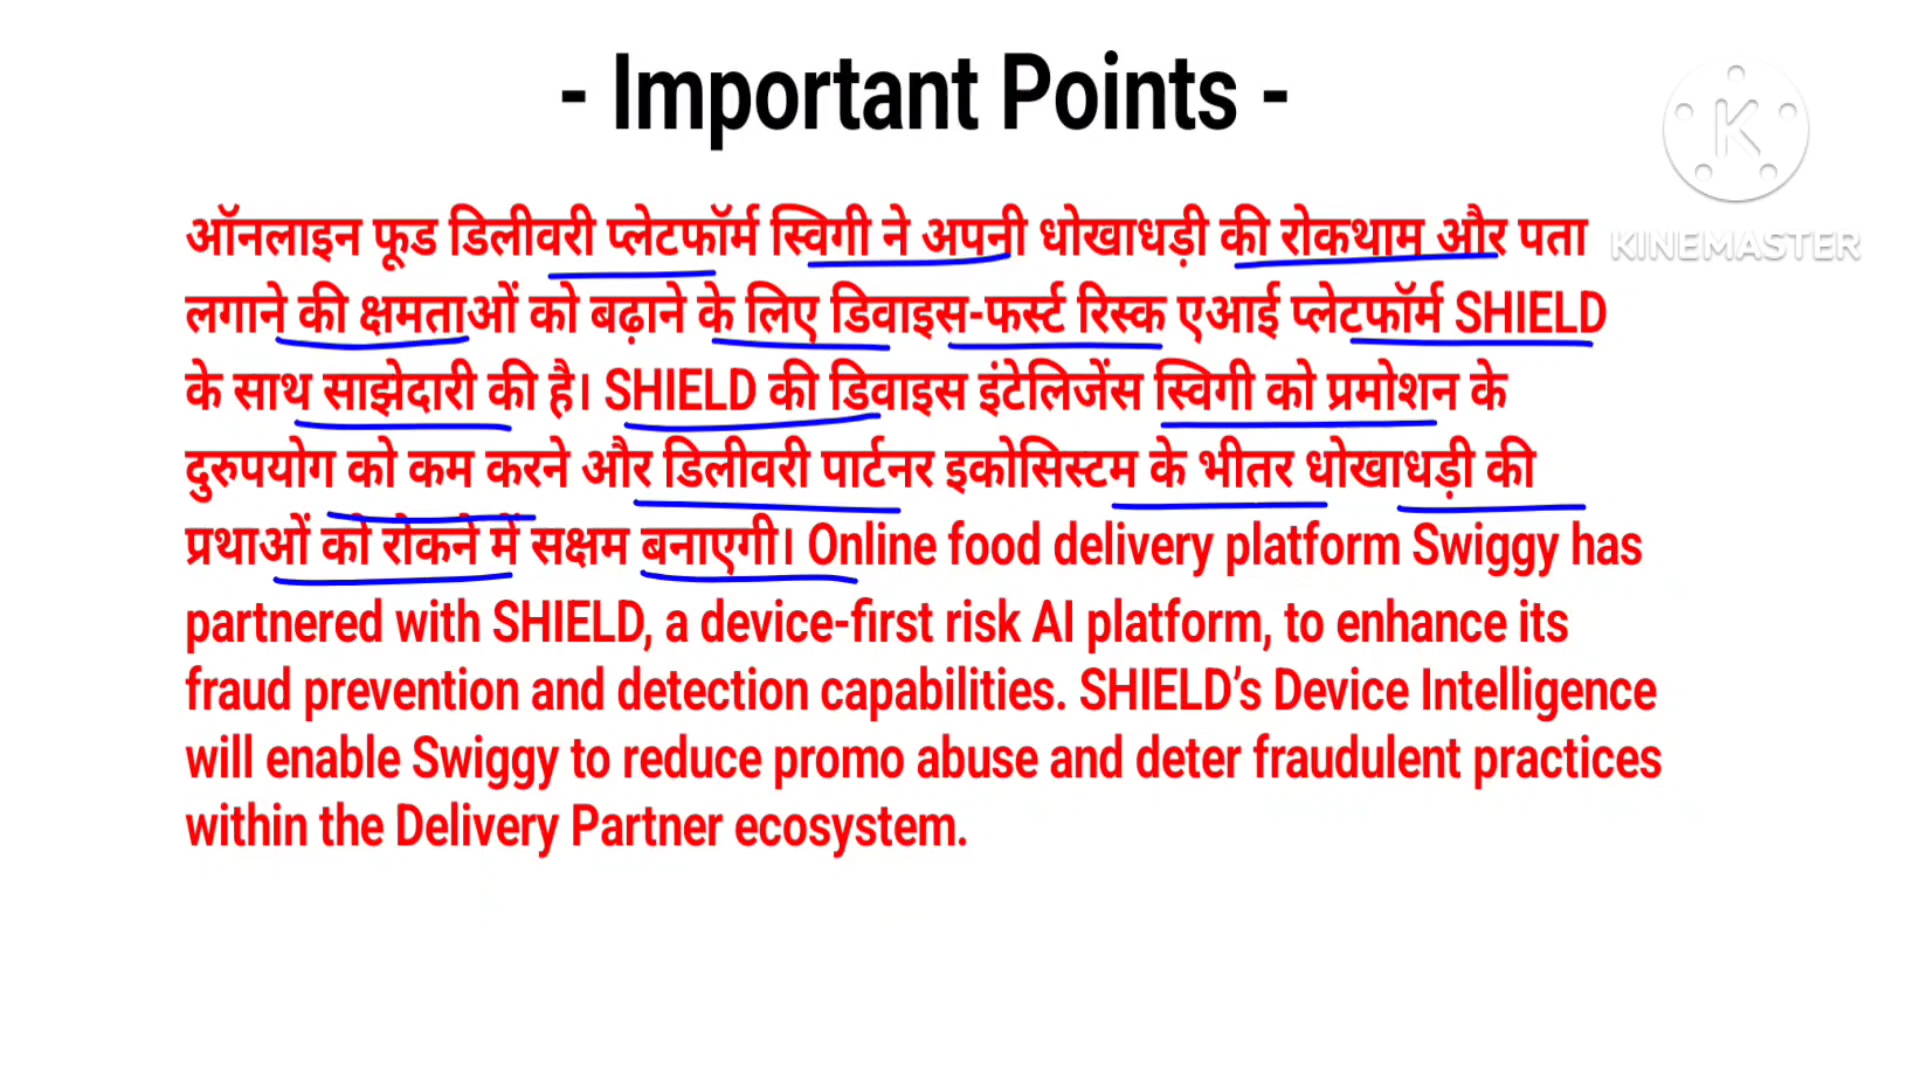 - Important Points -
K
KINEMASTER
ऑनलाइन फूड डिलीवरी प्लेटफॉर्म स्विगी ने अपनी धोखाधड़ी की रोकथाम और पता
लगाने की क्षमताओं को बढ़ाने के लिए डिवाइस-फर्स्ट रिस्क एआई प्लेटफॉर्म SHIELD
के साथ साझेदारी की है। SHIELD की डिवाइस इंटेलिजेंस स्विगी को प्रमोशन के
दुरुपयोग को कम करने और डिलीवरी पार्टनर इकोसिस्टम के भीतर धोखाधड़ी की
प्रथाओं को रोकने में सक्षम बनाएगी। Online food delivery platform Swiggy has
partnered with SHIELD, a device-first risk AI platform, to enhance its
fraud prevention and detection capabilities. SHIELD’s Device Intelligence
will enable Swiggy to reduce promo abuse and deter fraudulent practices
within the Delivery Partner ecosystem.